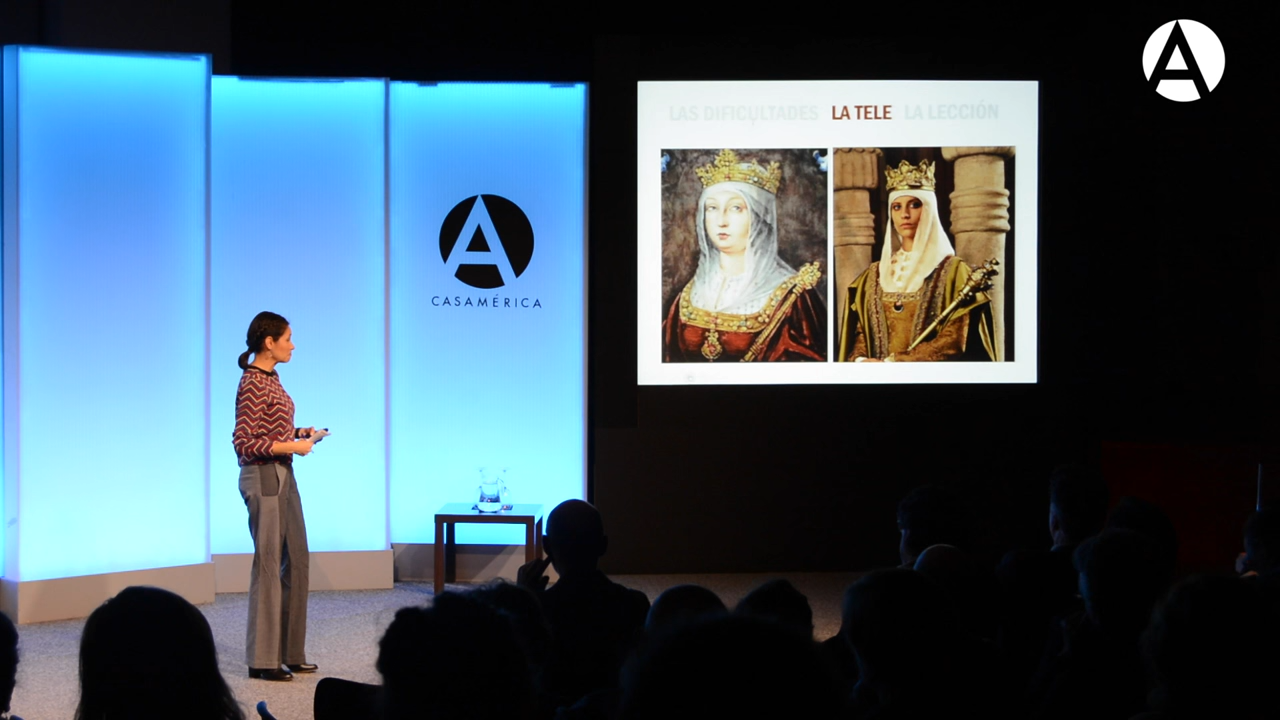 LAS DIFICULTADES LA TELE LA LECCIÓN
A
CASAMÉRICA
A